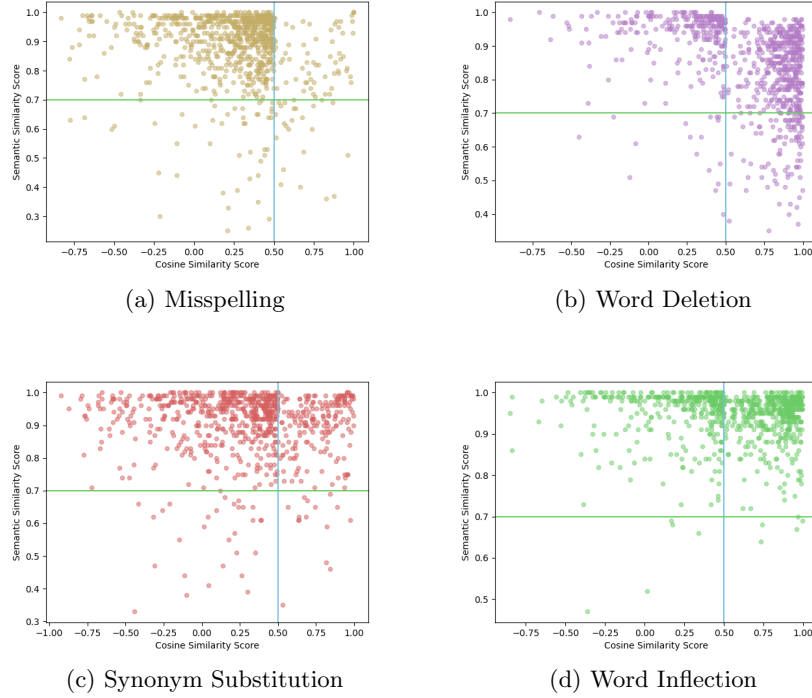 1.0
0.9
0.8
0.7
0.6
0.5
0.4
0.3
Semantic Similarity Score
−0.75 −0.50 −0.25 0.00 0.25 0.50 0.75 1.00
Cosine Similarity Score
(a) Misspelling
1.0
0.9
0.8
0.7
0.6
0.5
0.4
Semantic Similarity Score
−0.75 −0.50 −0.25 0.00 0.25 0.50 0.75 1.00
Cosine Similarity Score
(b) Word Deletion
1.0
0.9
0.8
0.7
0.6
0.5
0.4
0.3
Semantic Similarity Score
−1.00 −0.75 −0.50 −0.25 0.00 0.25 0.50 0.75 1.00
Cosine Similarity Score
(c) Synonym Substitution
1.0
0.9
0.8
0.7
0.6
0.5
Semantic Similarity Score
−0.75 −0.50 −0.25 0.00 0.25 0.50 0.75 1.00
Cosine Similarity Score
(d) Word Inflection